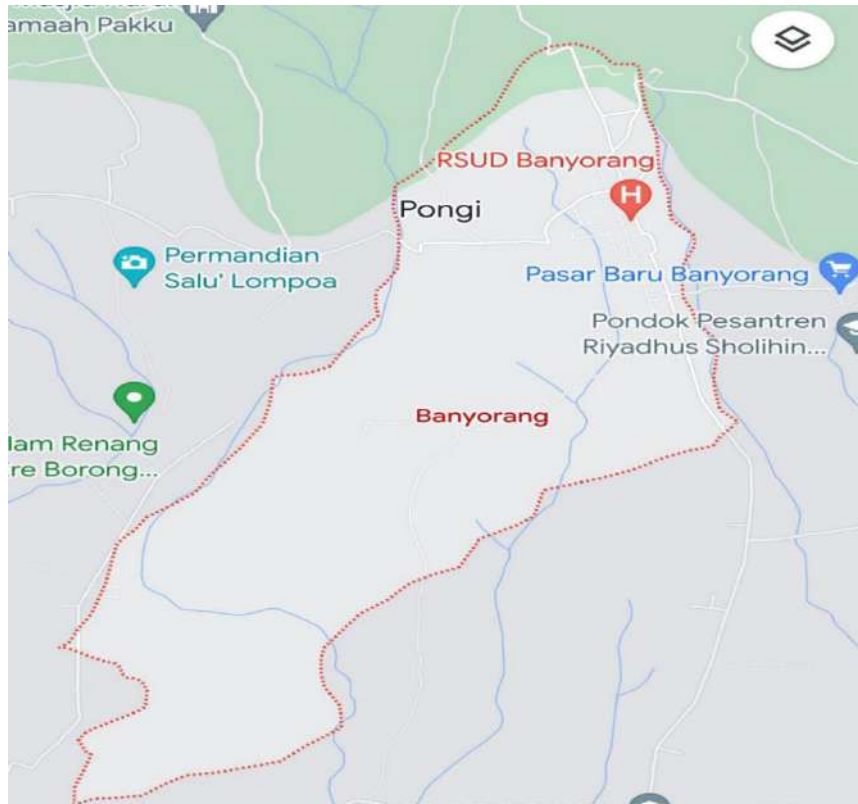 amaah Pakku
RSUD Banyorang
H
Pongi
Permandian
Salu' Lompoa
Pasar Baru Banyorang
Pondok Pesantren
Riyadhus Sholihin...
Banyorang
lam Renang
re Borong...